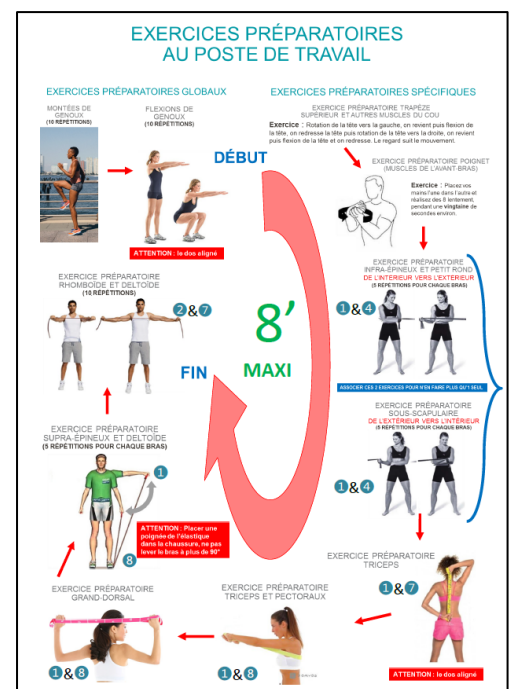 EXERCICES PRÉPARATOIRES
AU POSTE DE TRAVAIL
EXERCICES PRÉPARATOIRES GLOBAUX
MONTÉES DE
GENOUX
(10 RÉPÉTITIONS)
FLEXIONS DE
GENOUX
(10 RÉPÉTITIONS)
ATTENTION : le dos aligné
EXERCICES PRÉPARATOIRES SPÉCIFIQUES
EXERCICE PRÉPARATOIRE TRAPÈZE
SUPÉRIEUR ET AUTRES MUSCLES DU COU
Exercice : Rotation de la tête vers la gauche, on revient puis flexion de
la tête, on redresse la tête puis rotation de la tête vers la droite, on revient
puis flexion de la tête et on redresse. Le regard suit le mouvement.
DÉBUT
EXERCICE PRÉPARATOIRE POIGNET
(MUSCLES DE L'AVANT-BRAS)
Exercice : Placez vos
mains l'une dans l'autre et
réalisez des 8 lentement,
pendant une vingtaine de
secondes environ.
EXERCICE PRÉPARATOIRE
INFRA-ÉPINEUX ET PETIT ROND
DE L'INTERIEUR VERS L'EXTERIEUR
(5 RÉPÉTITIONS POUR CHAQUE BRAS)
1&4
ASSOCIER CES 2 EXERCICES POUR N'EN FAIRE PLUS QU'1 SEUL
EXERCICE PRÉPARATOIRE
SOUS-SCAPULAIRE
DE L'EXTÉRIEUR VERS L'INTÉRIEUR
(5 RÉPÉTITIONS POUR CHAQUE BRAS)
1&4
EXERCICE PRÉPARATOIRE
TRICEPS
1&7
ATTENTION : le dos aligné
EXERCICE PRÉPARATOIRE
TRICEPS ET PECTORAUX
1&8
EXERCICE PRÉPARATOIRE
GRAND-DORSAL
1&8
EXERCICE PRÉPARATOIRE
SUPRA-ÉPINEUX ET DELTOÏDE
(5 RÉPÉTITIONS POUR CHAQUE BRAS)
1
8
ATTENTION : Placer une
poignée de l'élastique
dans la chaussure, ne pas
lever le bras à plus de 90°
EXERCICE PRÉPARATOIRE
RHOMBOÏDE ET DELTOÏDE
(10 RÉPÉTITIONS)
2&7
FIN
8'
MAXI